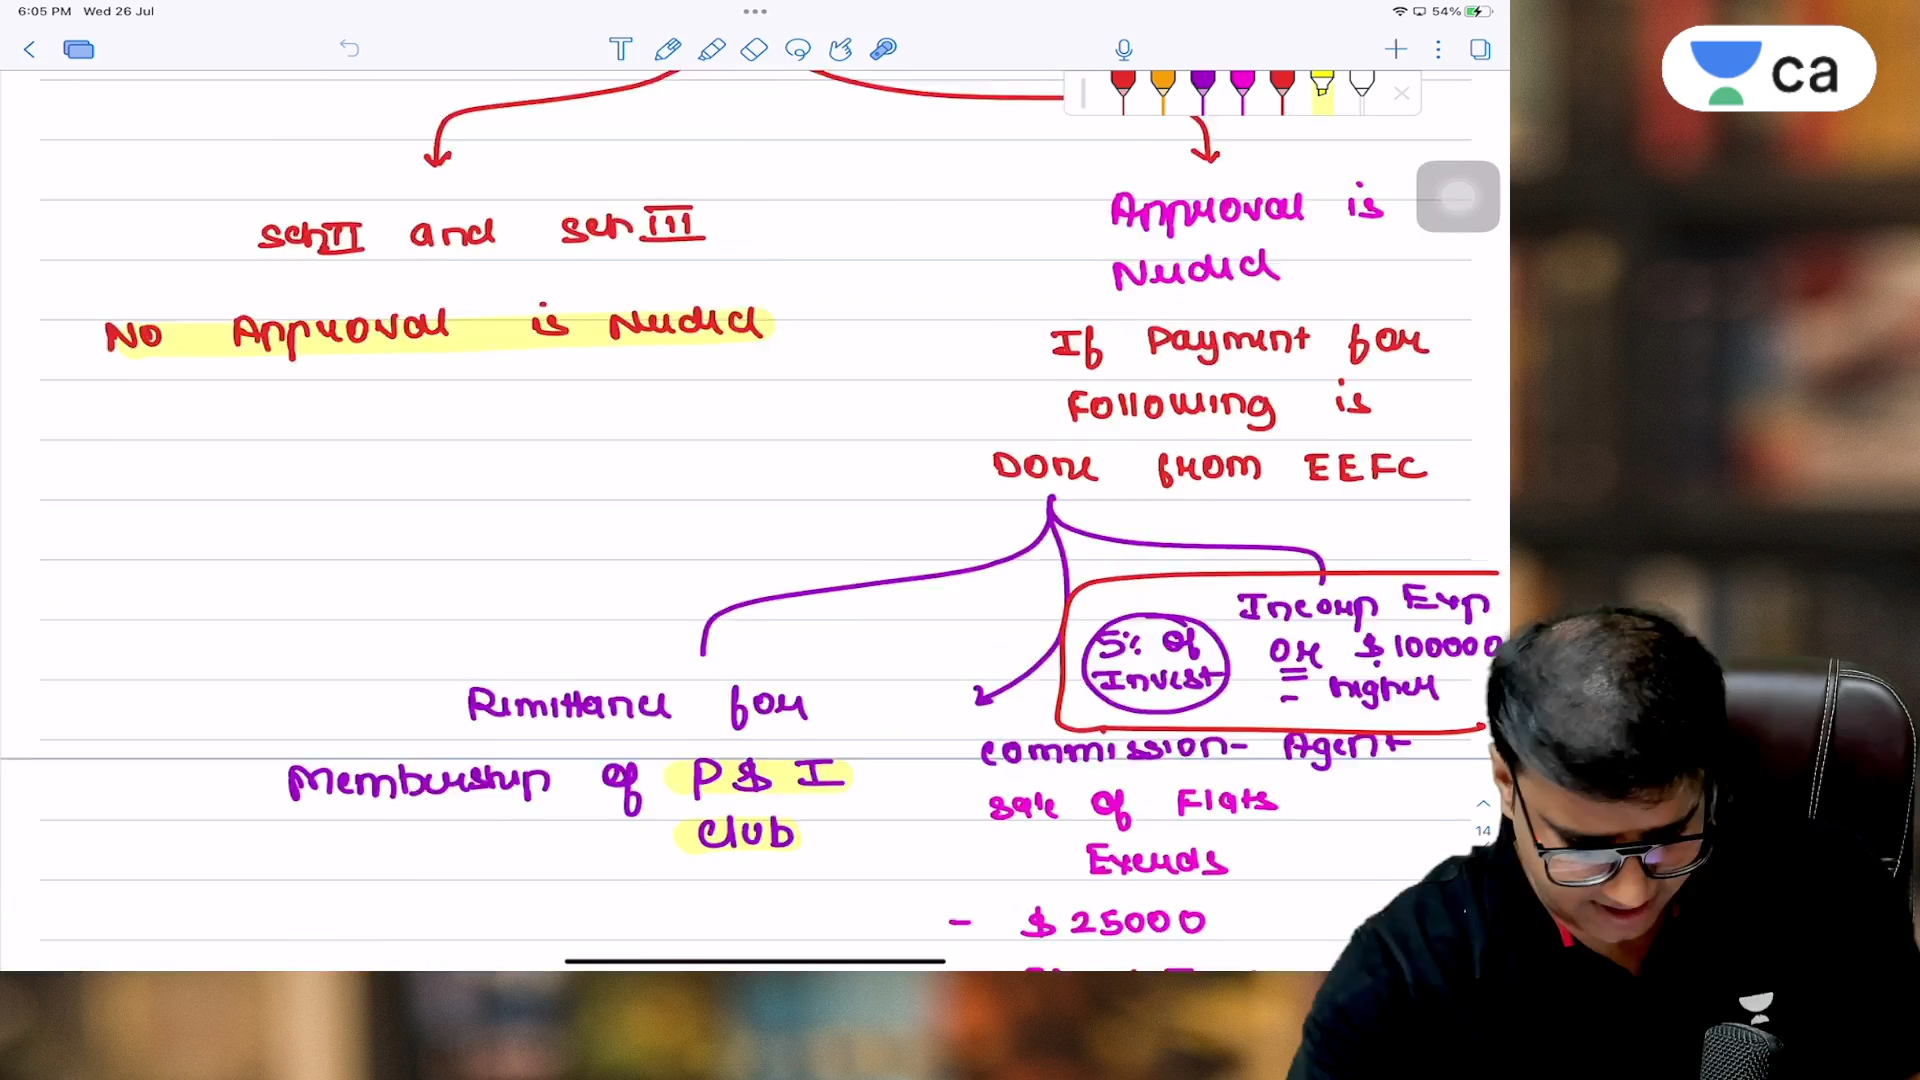 6:05 PM Wed 26 Jul
54%
ca
Sch II and Sch III
No Approval is Needed
Approval is
Needed
If Payment for
Following is
Done from EEFC
Remittance for
Membership of P & I
Club
5% of
Invest
Incorp Exp
OR $100000
- higher
Commission - Agent
Sale of Flats
Exceeds
- $ 25000
14